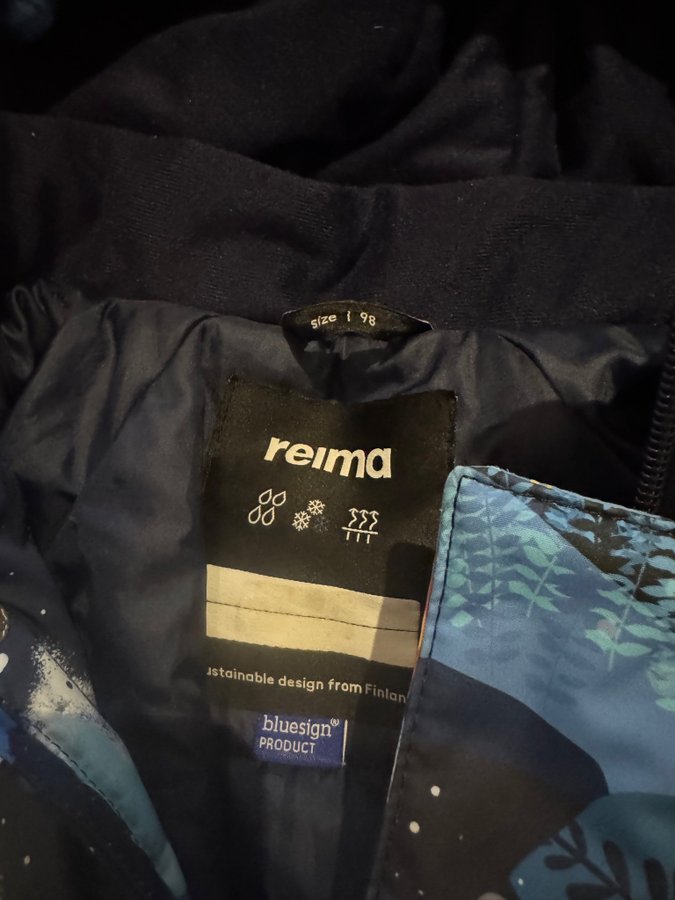 size | 98
reima
ustainable design from Finlan
bluesign®
PRODUCT